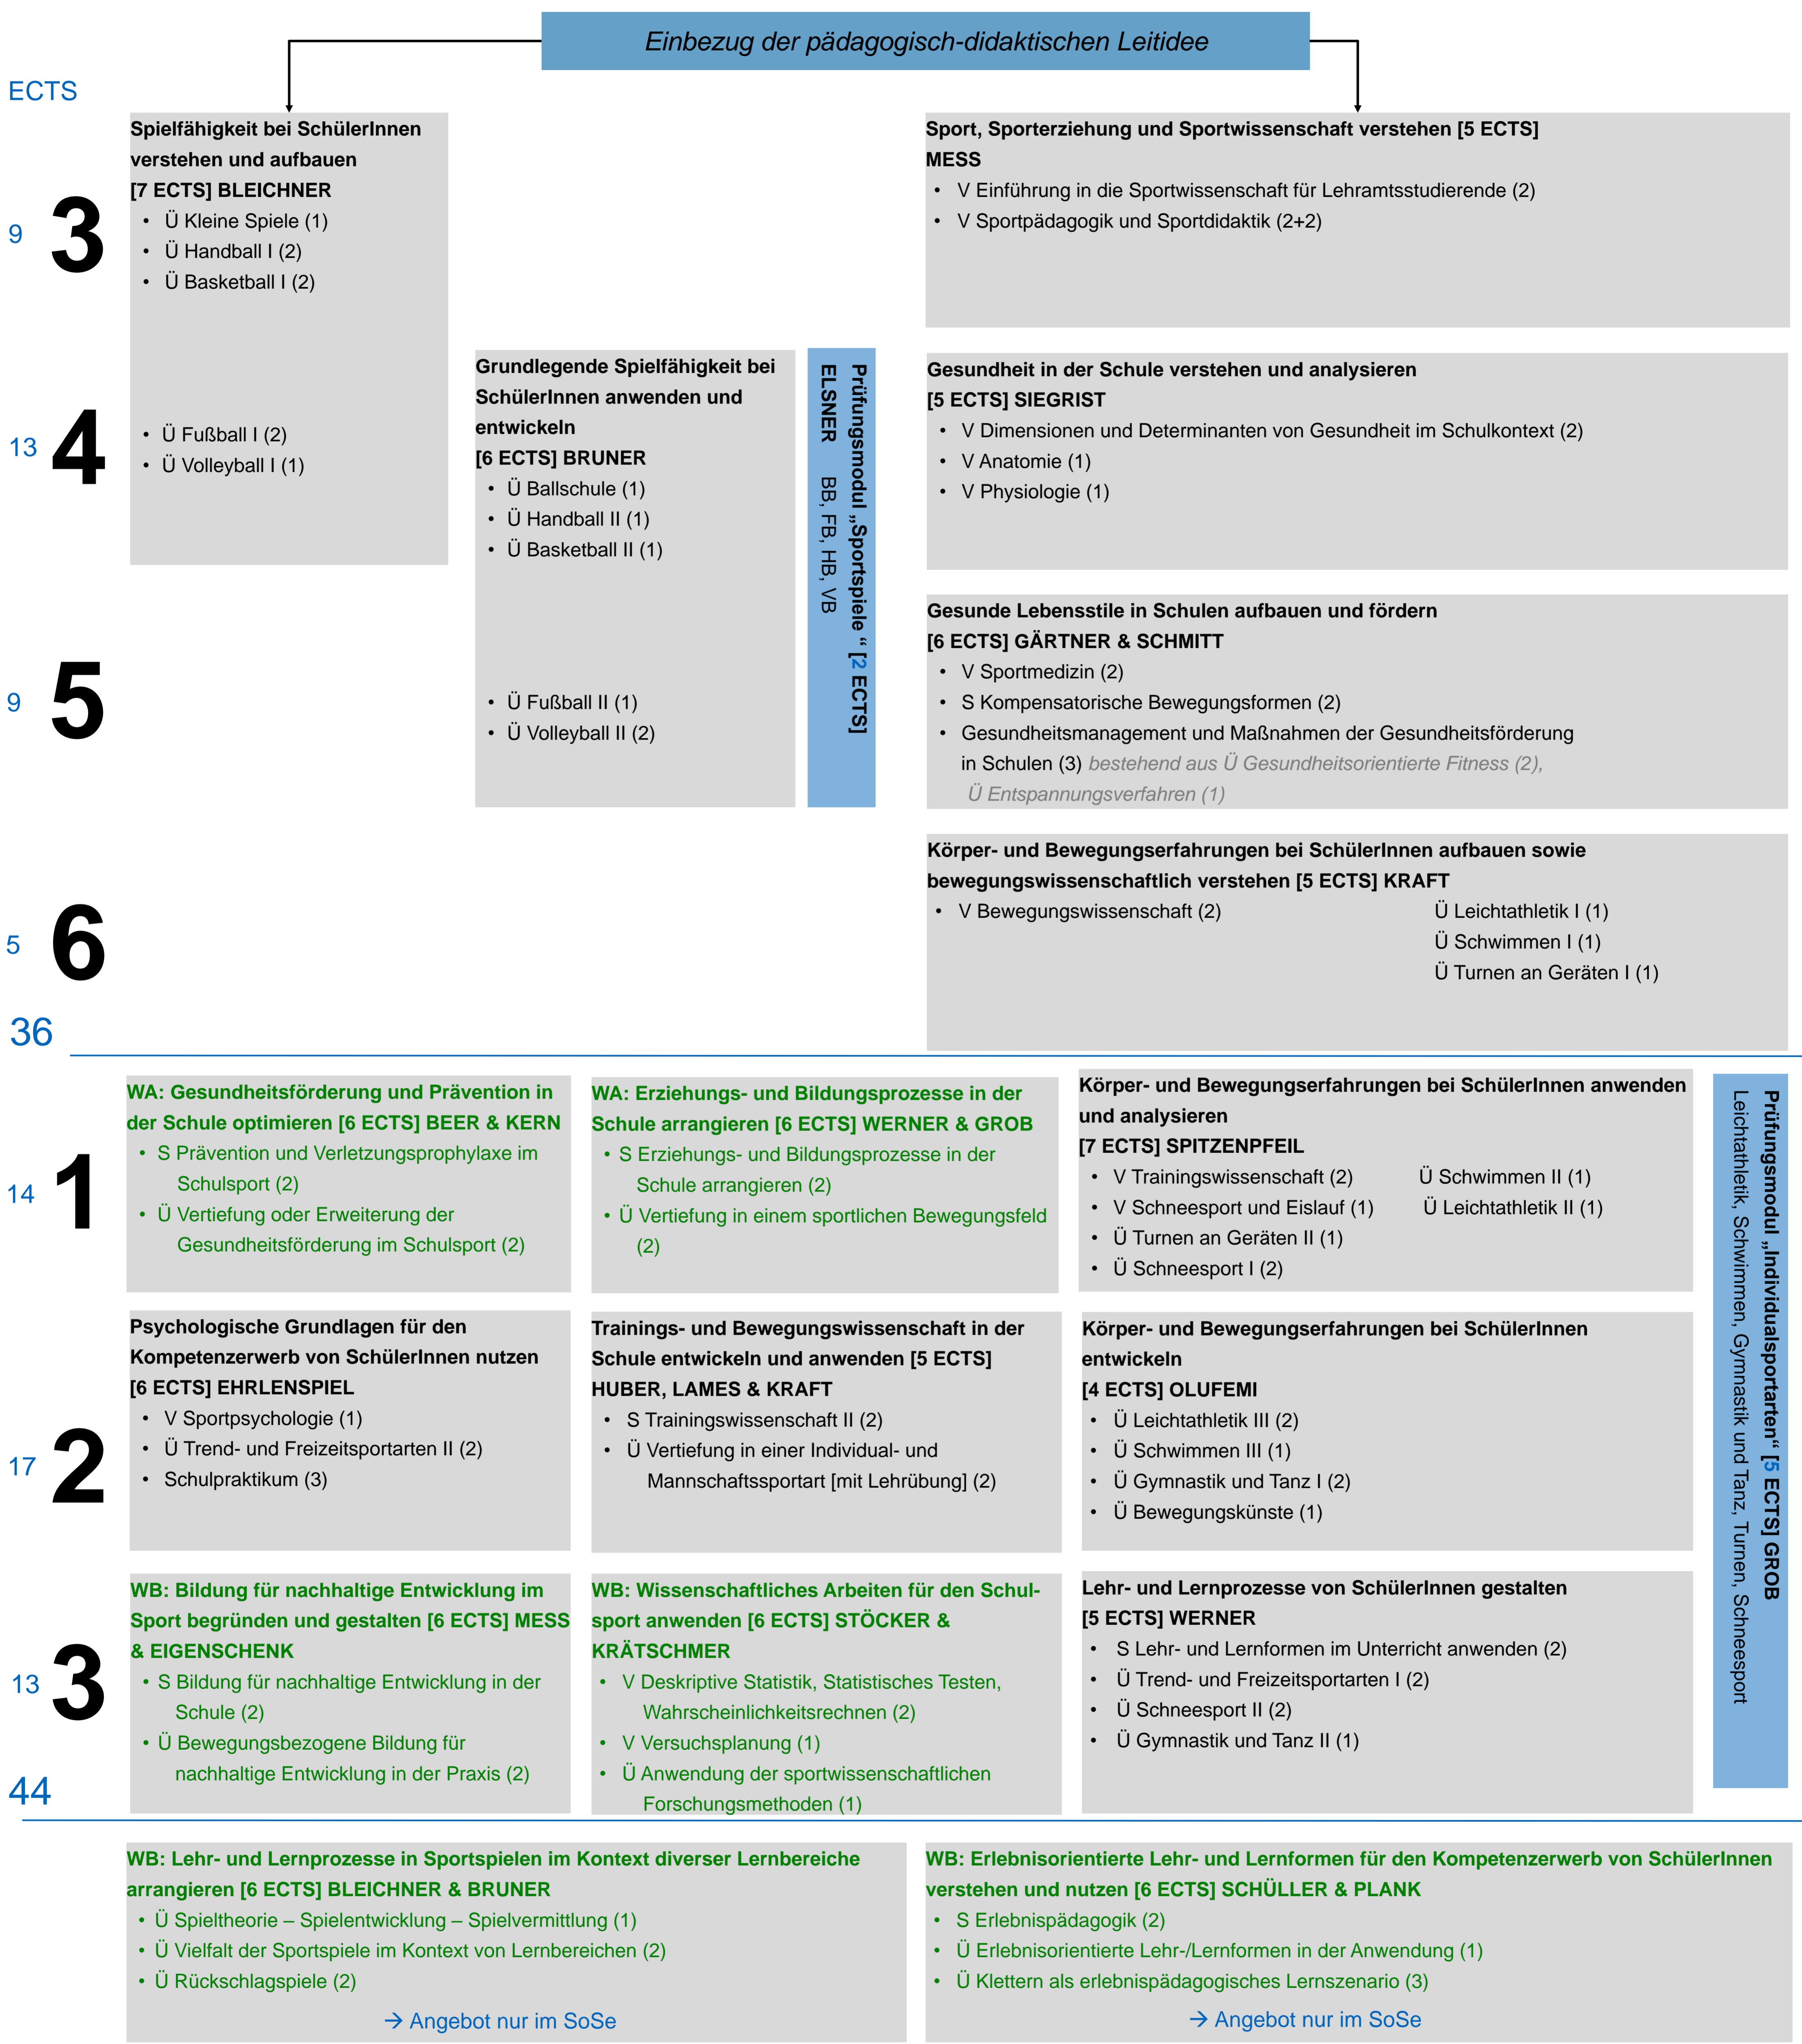 Einbezug der pädagogisch-didaktischen Leitidee
ECTS
9
3
Spielfähigkeit bei SchülerInnen
verstehen und aufbauen
[7 ECTS] BLEICHNER
• Ü Kleine Spiele (1)
• Ü Handball I (2)
• Ü Basketball I (2)
• Ü Fußball I (2)
• Ü Volleyball I (1)
Sport, Sporterziehung und Sportwissenschaft verstehen [5 ECTS]
MESS
• V Einführung in die Sportwissenschaft für Lehramtsstudierende (2)
• V Sportpädagogik und Sportdidaktik (2+2)
13
4
Grundlegende Spielfähigkeit bei
SchülerInnen anwenden und
entwickeln
[6 ECTS] BRUNER
• Ü Ballschule (1)
• Ü Handball II (1)
• Ü Basketball II (1)
• Ü Fußball II (1)
• Ü Volleyball II (2)
Prüfungsmodul „Sportspiele “ [2 ECTS]
ELSNER BB, FB, HB, VB
Gesundheit in der Schule verstehen und analysieren
[5 ECTS] SIEGRIST
• V Dimensionen und Determinanten von Gesundheit im Schulkontext (2)
• V Anatomie (1)
• V Physiologie (1)
9
5
Gesunde Lebensstile in Schulen aufbauen und fördern
[6 ECTS] GÄRTNER & SCHMITT
• V Sportmedizin (2)
• S Kompensatorische Bewegungsformen (2)
• Gesundheitsmanagement und Maßnahmen der Gesundheitsförderung
in Schulen (3) bestehend aus Ü Gesundheitsorientierte Fitness (2),
Ü Entspannungsverfahren (1)
5
6
Körper- und Bewegungserfahrungen bei SchülerInnen aufbauen sowie
bewegungswissenschaftlich verstehen [5 ECTS] KRAFT
• V Bewegungswissenschaft (2) Ü Leichtathletik I (1)
Ü Schwimmen I (1)
Ü Turnen an Geräten I (1)
36
14
1
WA: Gesundheitsförderung und Prävention in
der Schule optimieren [6 ECTS] BEER & KERN
• S Prävention und Verletzungsprophylaxe im
Schulsport (2)
• Ü Vertiefung oder Erweiterung der
Gesundheitsförderung im Schulsport (2)
WA: Erziehungs- und Bildungsprozesse in der
Schule arrangieren [6 ECTS] WERNER & GROB
• S Erziehungs- und Bildungsprozesse in der
Schule arrangieren (2)
• Ü Vertiefung in einem sportlichen Bewegungsfeld
(2)
Körper- und Bewegungserfahrungen bei SchülerInnen anwenden
und analysieren
[7 ECTS] SPITZENPFEIL
• V Trainingswissenschaft (2) Ü Schwimmen II (1)
• V Schneesport und Eislauf (1) Ü Leichtathletik II (1)
• Ü Turnen an Geräten II (1)
• Ü Schneesport I (2)
Prüfungsmodul „Individualsportarten“ [5 ECTS] GROB
Leichtathletik, Schwimmen, Gymnastik und Tanz, Turnen, Schneesport
17
2
Psychologische Grundlagen für den
Kompetenzerwerb von SchülerInnen nutzen
[6 ECTS] EHRLENSPIEL
• V Sportpsychologie (1)
• Ü Trend- und Freizeitsportarten II (2)
• Schulpraktikum (3)
Trainings- und Bewegungswissenschaft in der
Schule entwickeln und anwenden [5 ECTS]
HUBER, LAMES & KRAFT
• S Trainingswissenschaft II (2)
• Ü Vertiefung in einer Individual- und
Mannschaftssportart [mit Lehrübung] (2)
Körper- und Bewegungserfahrungen bei SchülerInnen
entwickeln
[4 ECTS] OLUFEMI
• Ü Leichtathletik III (2)
• Ü Schwimmen III (1)
• Ü Gymnastik und Tanz I (2)
• Ü Bewegungskünste (1)
13
3
WB: Bildung für nachhaltige Entwicklung im
Sport begründen und gestalten [6 ECTS] MESS
& EIGENSCHENK
• S Bildung für nachhaltige Entwicklung in der
Schule (2)
• Ü Bewegungsbezogene Bildung für
nachhaltige Entwicklung in der Praxis (2)
WB: Wissenschaftliches Arbeiten für den Schul-
sport anwenden [6 ECTS] STÖCKER &
KRÄTSCHMER
• V Deskriptive Statistik, Statistisches Testen,
Wahrscheinlichkeitsrechnen (2)
• V Versuchsplanung (1)
• Ü Anwendung der sportwissenschaftlichen
Forschungsmethoden (1)
Lehr- und Lernprozesse von SchülerInnen gestalten
[5 ECTS] WERNER
• S Lehr- und Lernformen im Unterricht anwenden (2)
• Ü Trend- und Freizeitsportarten I (2)
• Ü Schneesport II (2)
• Ü Gymnastik und Tanz II (1)
44
WB: Lehr- und Lernprozesse in Sportspielen im Kontext diverser Lernbereiche
arrangieren [6 ECTS] BLEICHNER & BRUNER
• Ü Spieltheorie – Spielentwicklung – Spielvermittlung (1)
• Ü Vielfalt der Sportspiele im Kontext von Lernbereichen (2)
• Ü Rückschlagspiele (2)
→ Angebot nur im SoSe
WB: Erlebnisorientierte Lehr- und Lernformen für den Kompetenzerwerb von SchülerInnen
verstehen und nutzen [6 ECTS] SCHÜLLER & PLANK
• S Erlebnispädagogik (2)
• Ü Erlebnisorientierte Lehr-/Lernformen in der Anwendung (1)
• Ü Klettern als erlebnispädagogisches Lernszenario (3)
→ Angebot nur im SoSe